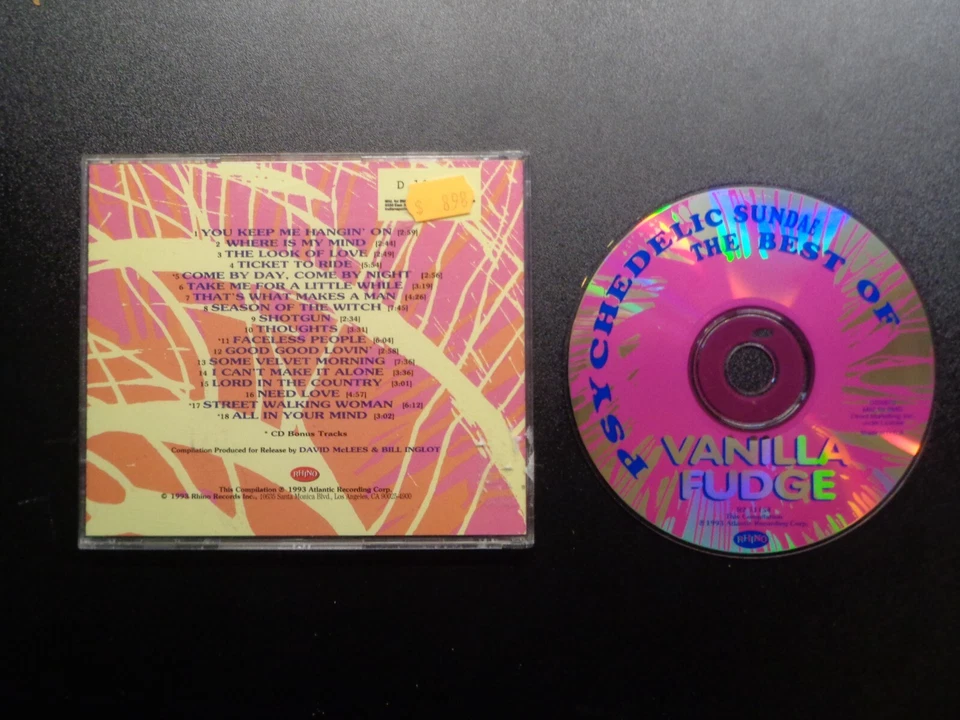 D
$ 898
1 YOU KEEP ME HANGIN' ON [2:59]
2 WHERE IS MY MIND [2:44]
3 THE LOOK OF LOVE [2:49]
4 TICKET TO RIDE [5:54]
*5 COME BY DAY, COME BY NIGHT [2:56]
6 TAKE ME FOR A LITTLE WHILE [3:19]
7 THAT'S WHAT MAKES A MAN [4:26]
8 SEASON OF THE WITCH [7:45]
9 SHOTGUN [2:34]
10 THOUGHTS [3:31]
*11 FACELESS PEOPLE [6:04]
12 GOOD GOOD LOVIN' [2:58]
13 SOME VELVET MORNING [7:36]
14 I CAN'T MAKE IT ALONE [3:36]
15 LORD IN THE COUNTRY [3:01]
16 NEED LOVE [4:57]
*17 STREET WALKING WOMAN [6:12]
*18 ALL IN YOUR MIND [3:02]
* CD Bonus Tracks
Compilation Produced for Release by DAVID McLEES & BILL INGLOT
RHINO
This Compilation ℗ 1993 Atlantic Recording Corp.
© 1993 Rhino Records Inc., 10635 Santa Monica Blvd., Los Angeles, CA 90025-4900
PSYCHEDELIC SUNDAE
THE BEST OF
VANILLA
FUDGE
This Compilation
℗ 1993 Atlantic Recording Corp.
RHINO